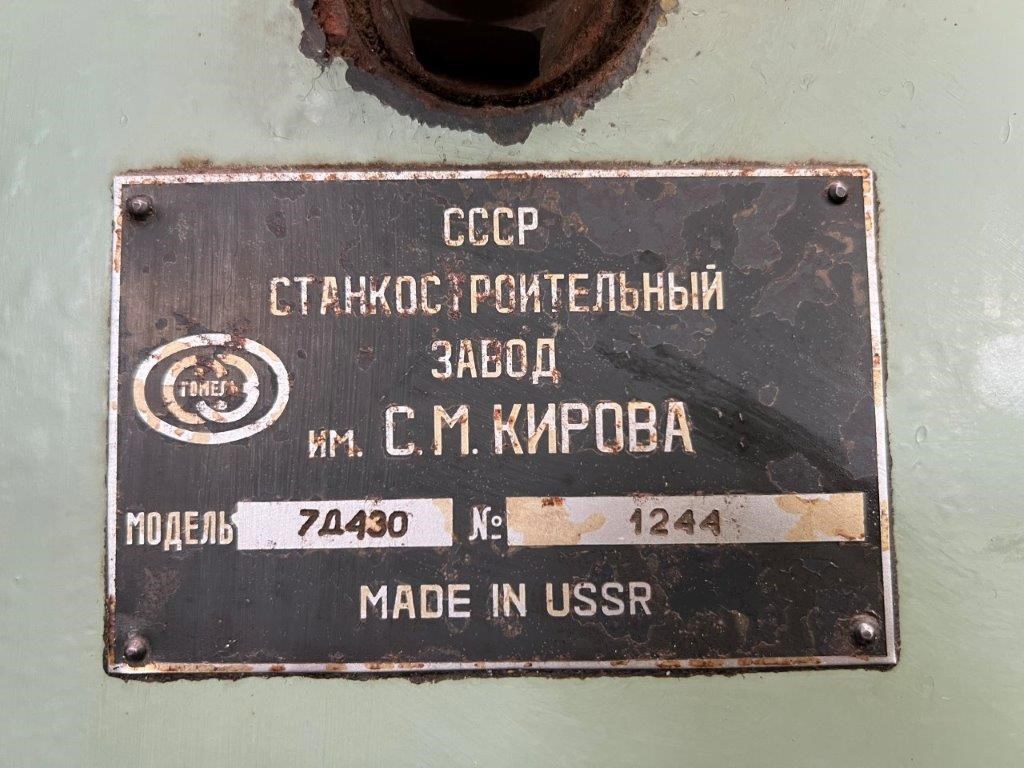 СССР
СТАНКОСТРОИТЕЛЬНЫЙ
ЗАВОД
ГОМЕЛЬ
ИМ. С.М. КИРОВА
МОДЕЛЬ 7Д430 № 1244
MADE IN USSR